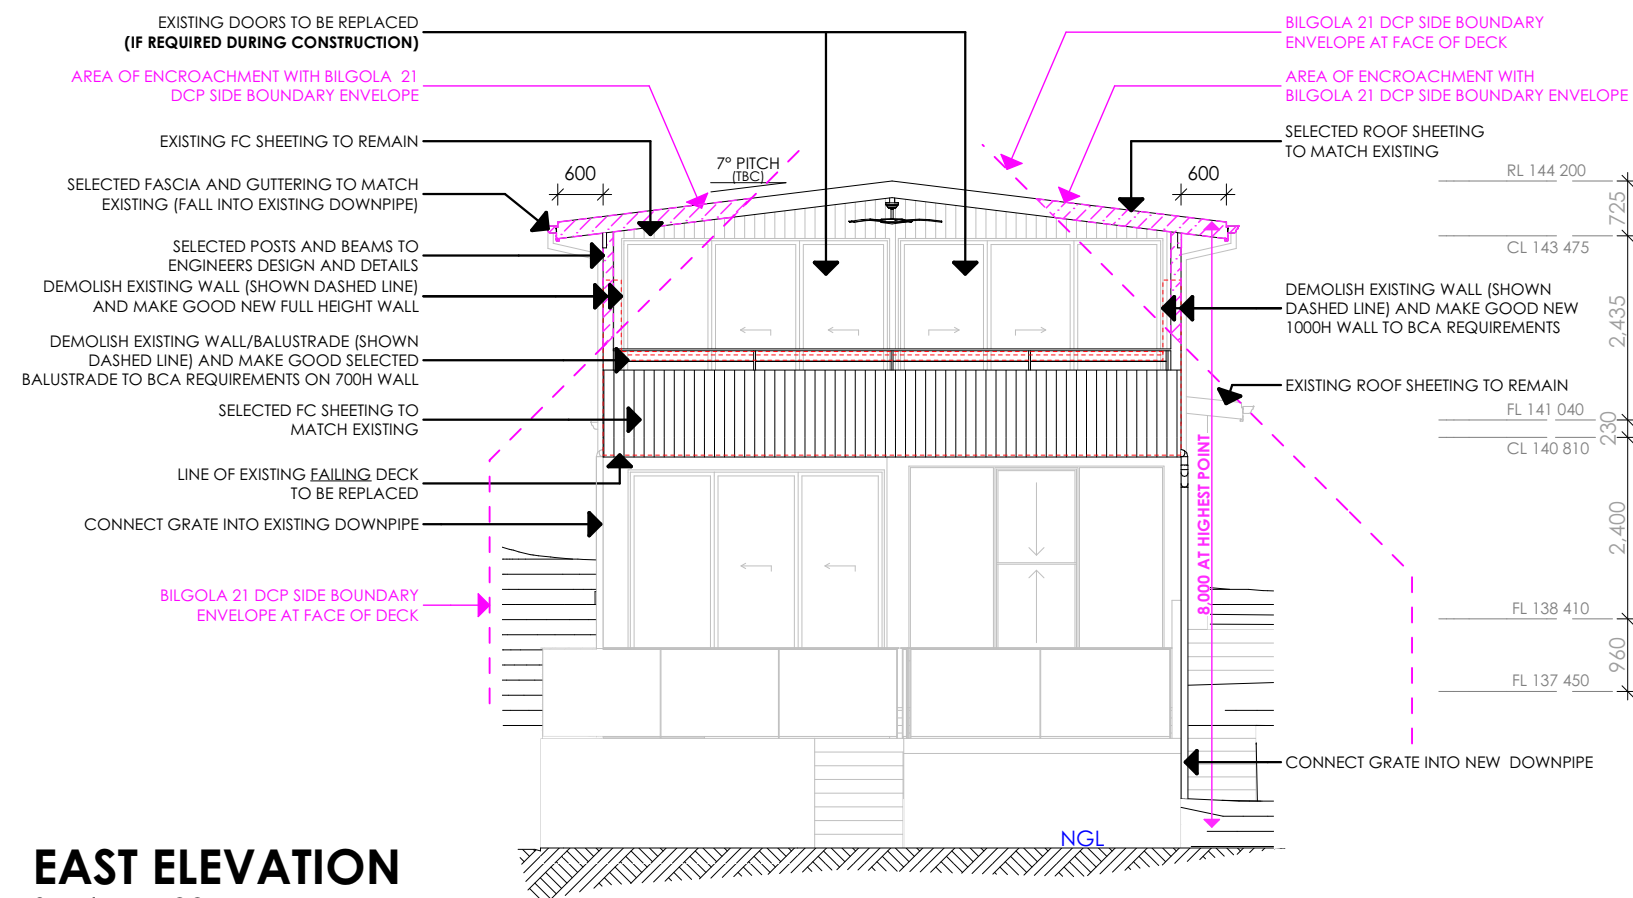 EXISTING DOORS TO BE REPLACED
(IF REQUIRED DURING CONSTRUCTION)
AREA OF ENCROACHMENT WITH BILGOLA 21
DCP SIDE BOUNDARY ENVELOPE
EXISTING FC SHEETING TO REMAIN
SELECTED FASCIA AND GUTTERING TO MATCH
EXISTING (FALL INTO EXISTING DOWNPIPE)
SELECTED POSTS AND BEAMS TO
ENGINEERS DESIGN AND DETAILS
DEMOLISH EXISTING WALL (SHOWN DASHED LINE)
AND MAKE GOOD NEW FULL HEIGHT WALL
DEMOLISH EXISTING WALL/BALUSTRADE (SHOWN
DASHED LINE) AND MAKE GOOD SELECTED
BALUSTRADE TO BCA REQUIREMENTS ON 700H WALL
SELECTED FC SHEETING TO
MATCH EXISTING
LINE OF EXISTING FAILING DECK
TO BE REPLACED
CONNECT GRATE INTO EXISTING DOWNPIPE
BILGOLA 21 DCP SIDE BOUNDARY
ENVELOPE AT FACE OF DECK
600
7° PITCH
(TBC)
600
8,000 AT HIGHEST POINT
NGL
BILGOLA 21 DCP SIDE BOUNDARY
ENVELOPE AT FACE OF DECK
AREA OF ENCROACHMENT WITH
BILGOLA 21 DCP SIDE BOUNDARY ENVELOPE
SELECTED ROOF SHEETING
TO MATCH EXISTING
DEMOLISH EXISTING WALL (SHOWN
DASHED LINE) AND MAKE GOOD NEW
1000H WALL TO BCA REQUIREMENTS
EXISTING ROOF SHEETING TO REMAIN
CONNECT GRATE INTO NEW DOWNPIPE
RL 144 200
725
CL 143 475
2,435
FL 141 040
230
CL 140 810
2,400
FL 138 410
960
FL 137 450
EAST ELEVATION